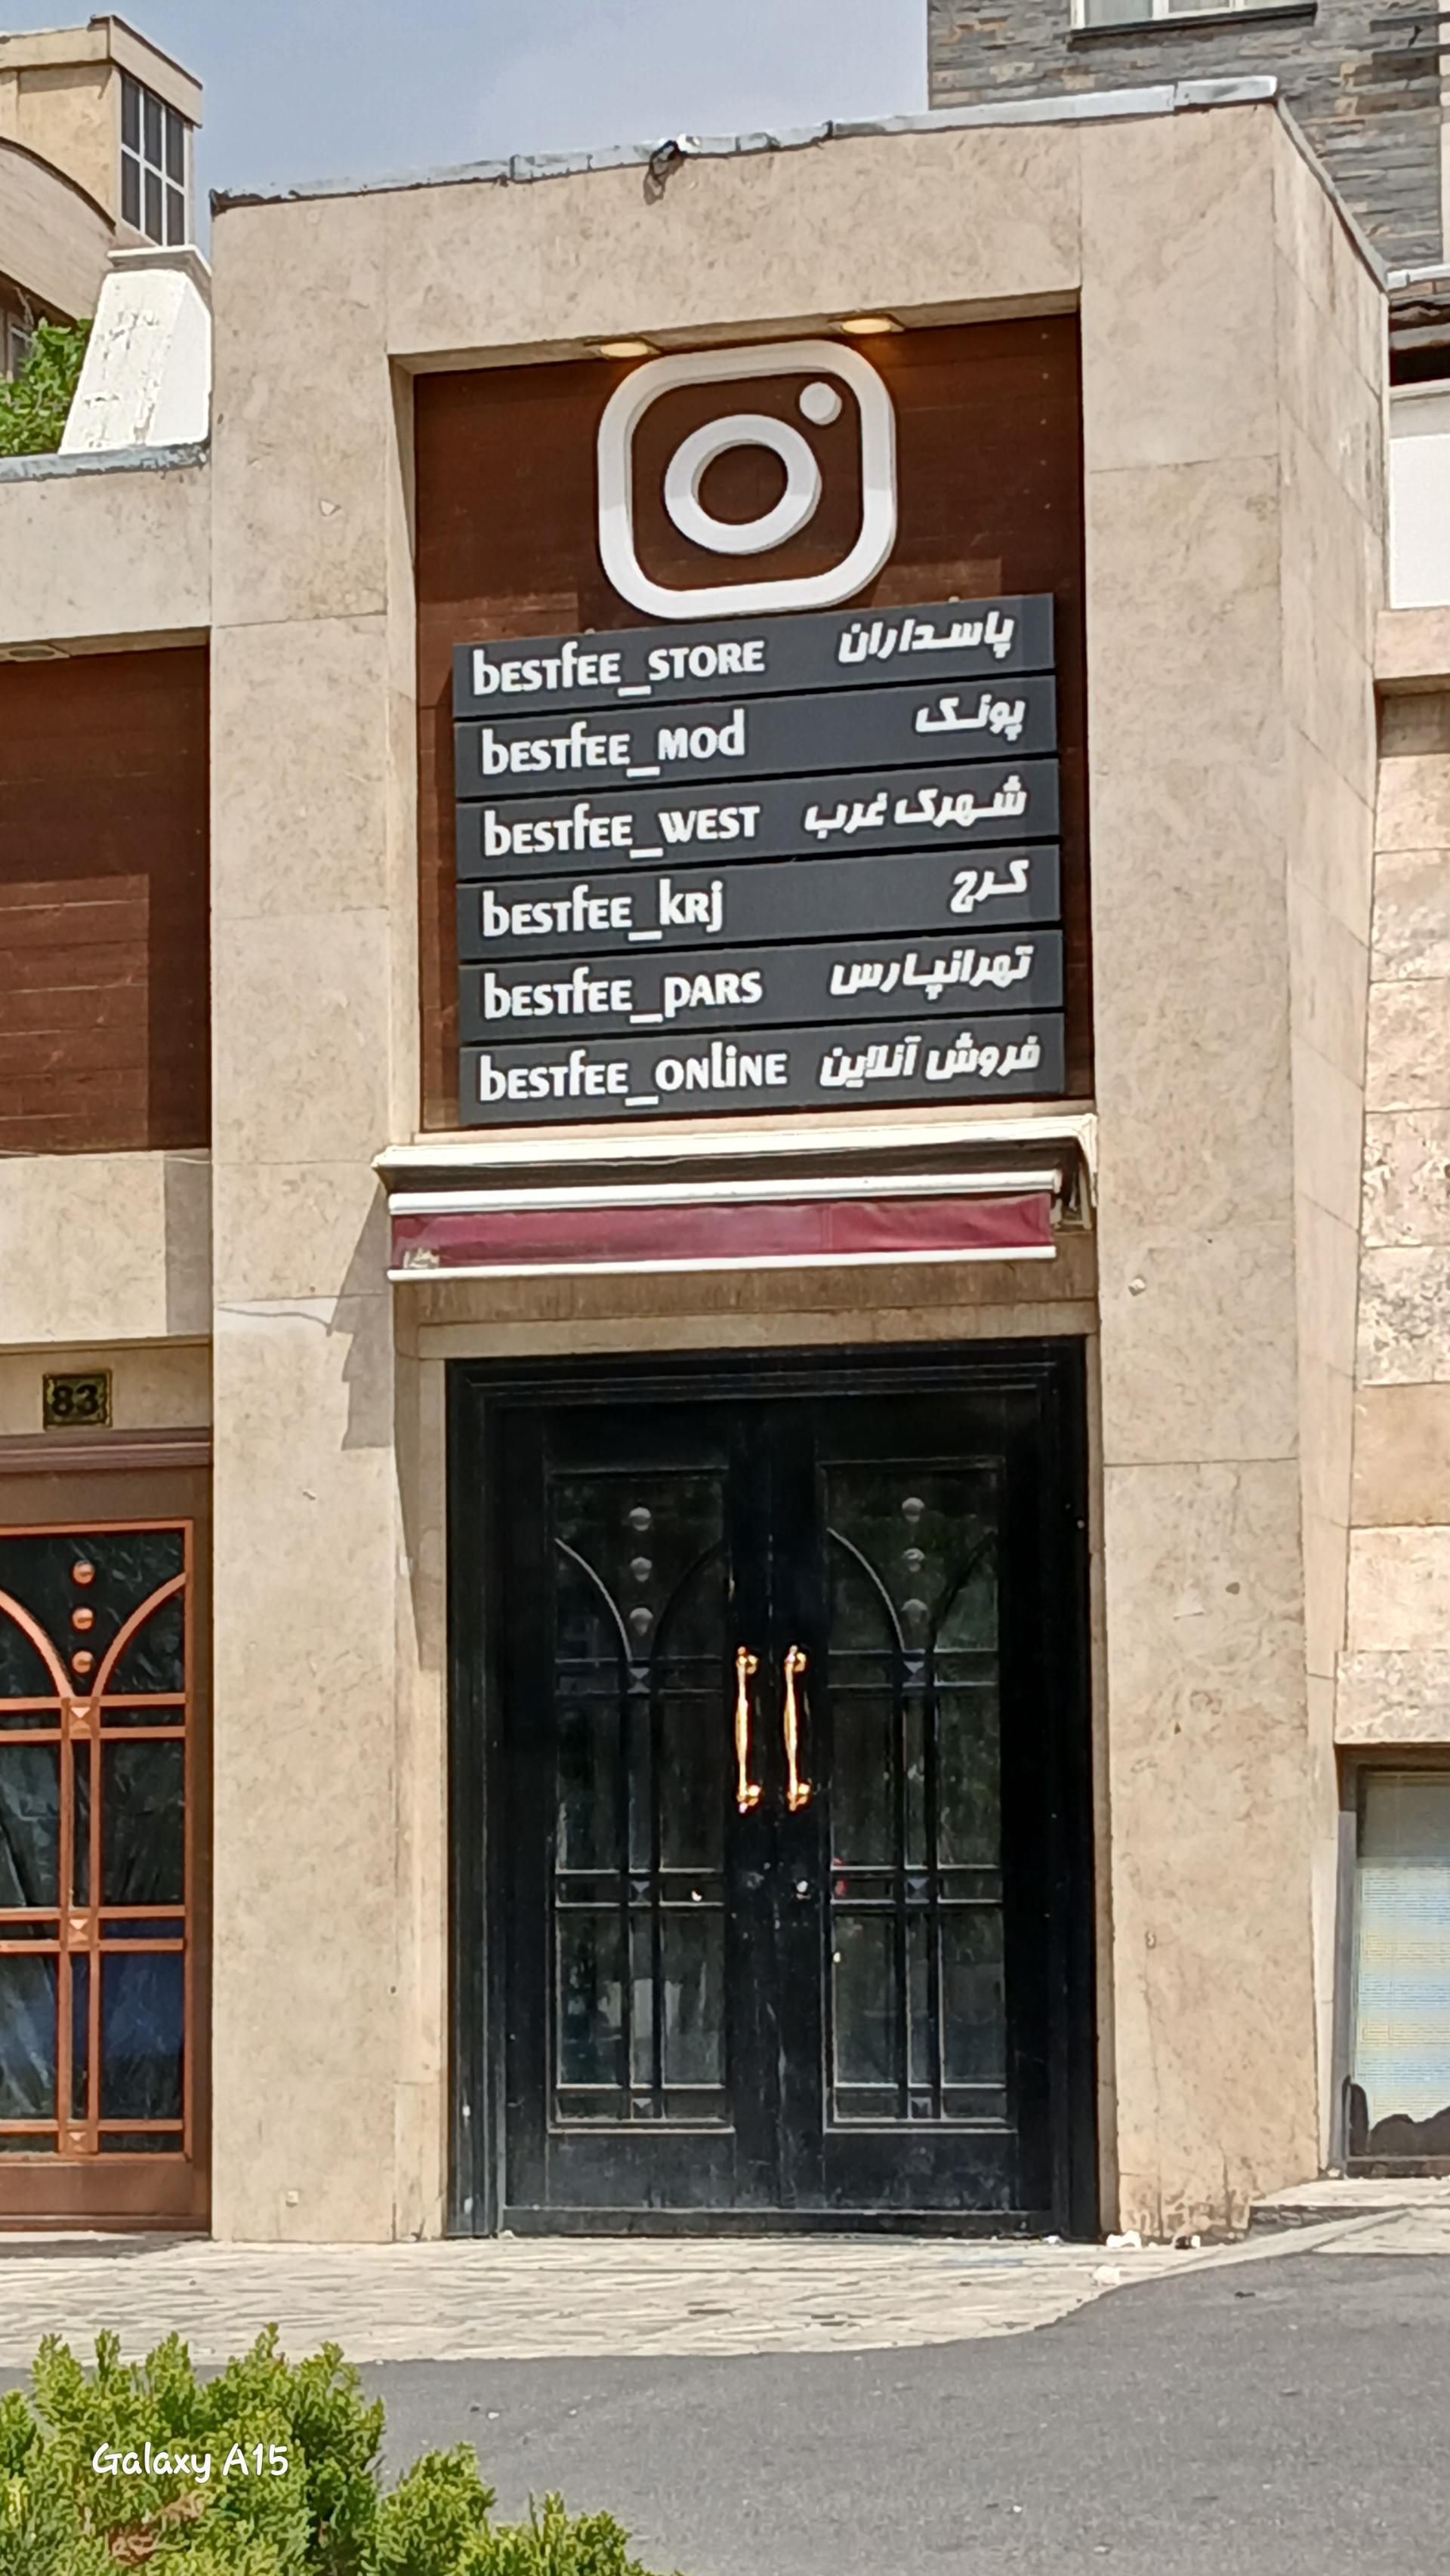 bestfee_store پاسداران
bestfee_mod پونک
bestfee_west شهرک غرب
bestfee_krj کرج
bestfee_pars تهرانپارس
bestfee_online فروش آنلاین
83
Galaxy A15